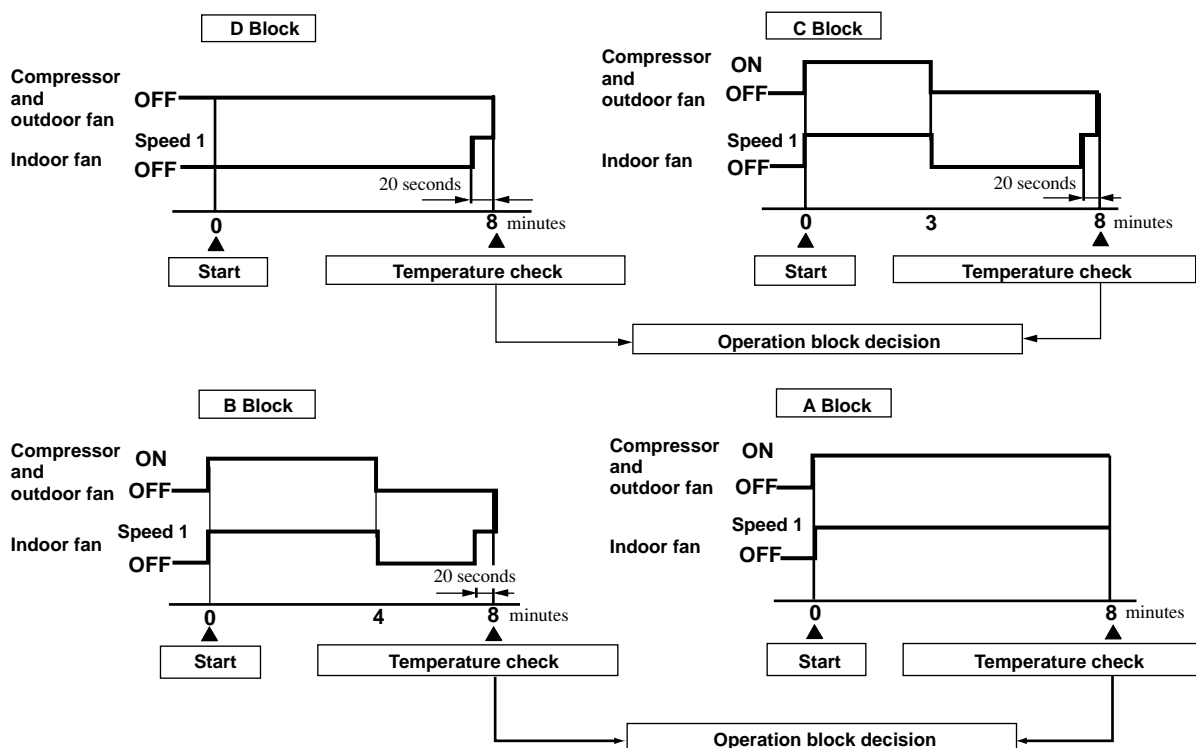 D Block
Compressor
and
outdoor fan
OFF
Speed 1
Indoor fan
OFF
20 seconds
0
8
minutes
Start
Temperature check
C Block
Compressor
and
outdoor fan
ON
OFF
Speed 1
Indoor fan
OFF
20 seconds
0
3
8
minutes
Start
Temperature check
Operation block decision
B Block
Compressor
and
outdoor fan
ON
OFF
Speed 1
Indoor fan
OFF
20 seconds
0
4
8
minutes
Start
Temperature check
A Block
Compressor
and
outdoor fan
ON
OFF
Speed 1
Indoor fan
OFF
0
8
minutes
Start
Temperature check
Operation block decision